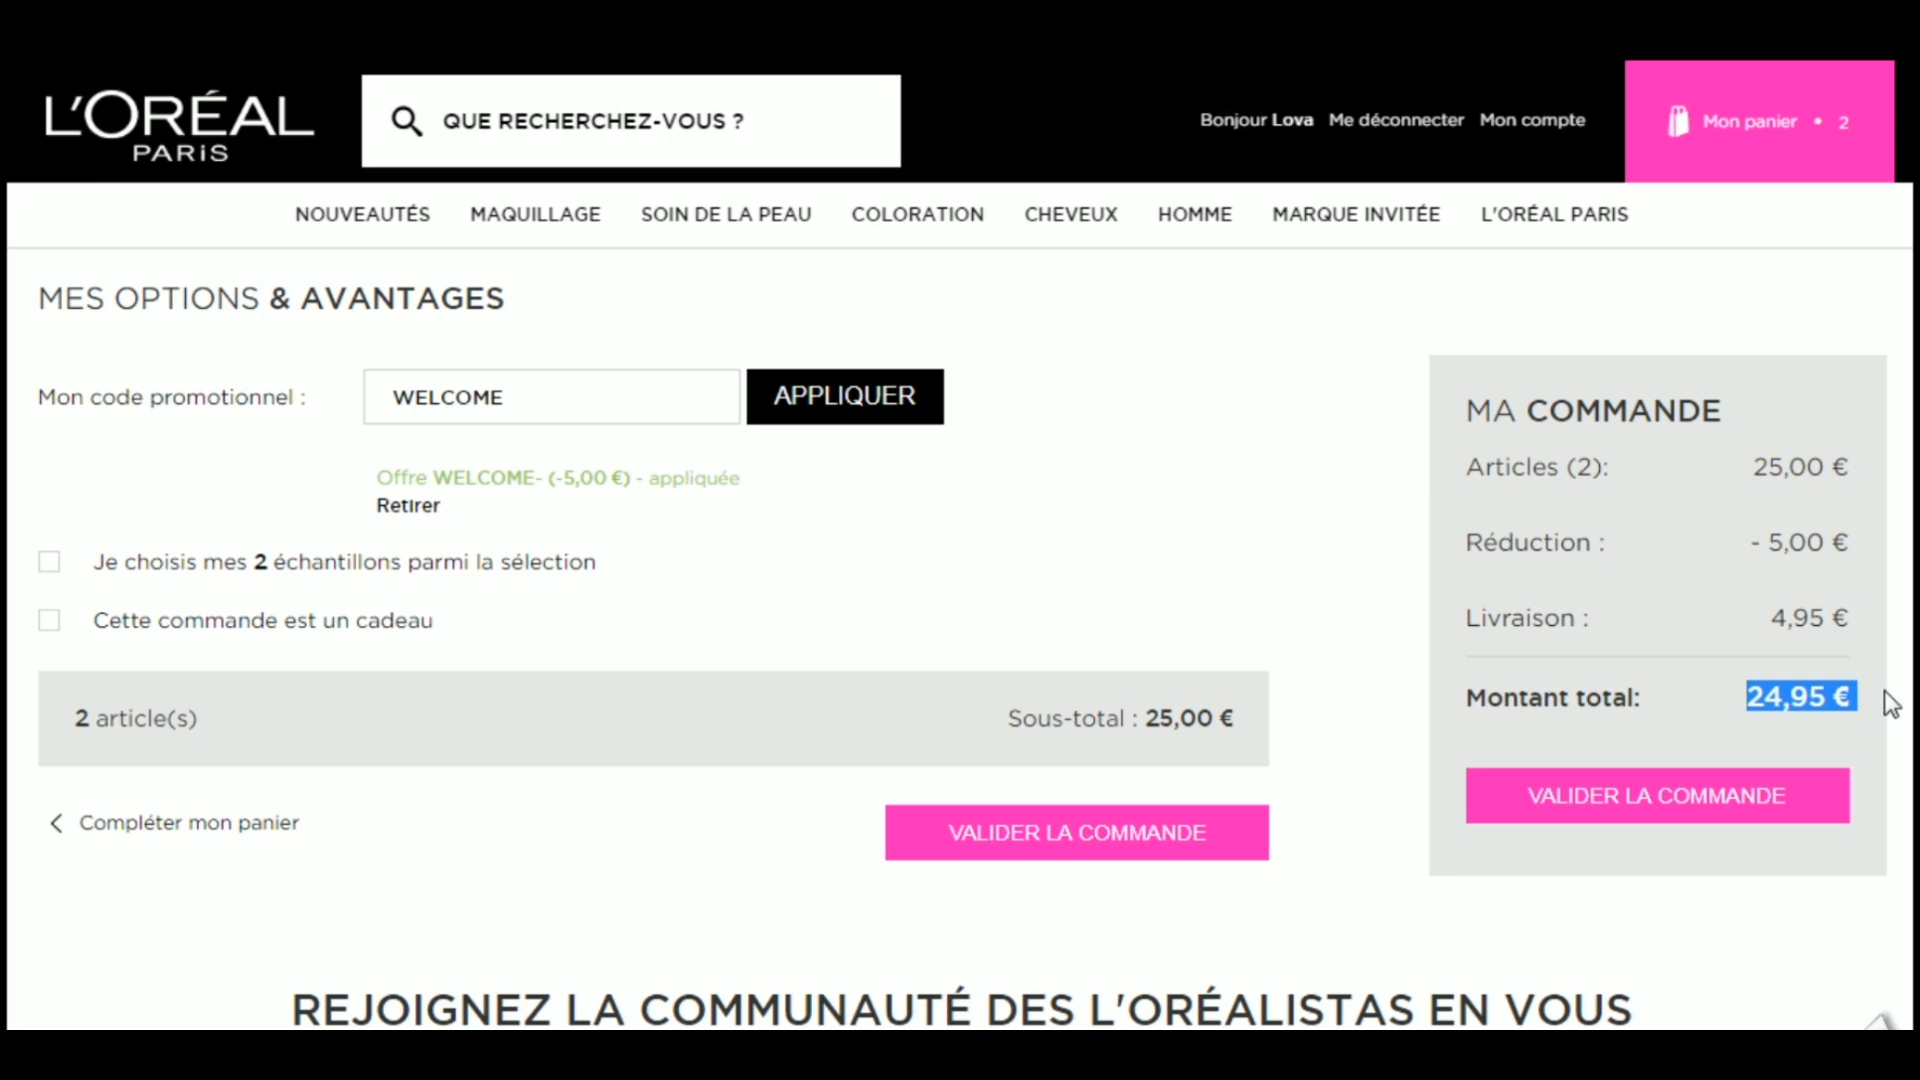 L'ORÉAL
PARIS
QUE RECHERCHEZ-VOUS ?
Bonjour Lova Me déconnecter Mon compte
Mon panier • 2
NOUVEAUTÉS MAQUILLAGE SOIN DE LA PEAU COLORATION CHEVEUX HOMME MARQUE INVITÉE L'ORÉAL PARIS
MES OPTIONS & AVANTAGES
Mon code promotionnel : WELCOME APPLIQUER
Offre WELCOME- (-5,00 €) - appliquée
Retirer
Je choisis mes 2 échantillons parmi la sélection
Cette commande est un cadeau
2 article(s) Sous-total : 25,00 €
Compléter mon panier
VALIDER LA COMMANDE
MA COMMANDE
Articles (2): 25,00 €
Réduction : - 5,00 €
Livraison : 4,95 €
Montant total: 24,95 €
VALIDER LA COMMANDE
REJOIGNEZ LA COMMUNAUTÉ DES L'ORÉALISTAS EN VOUS